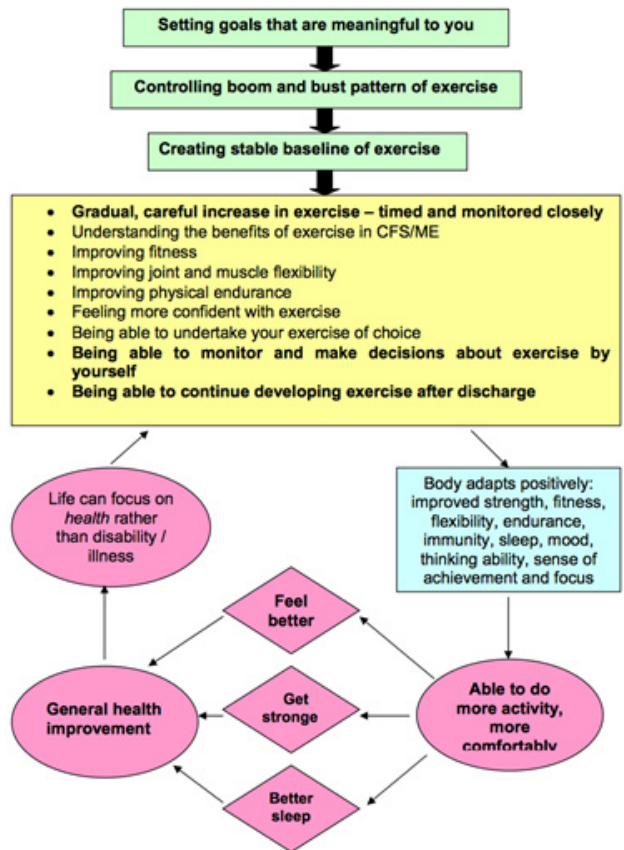 Setting goals that are meaningful to you
Controlling boom and bust pattern of exercise
Creating stable baseline of exercise
• Gradual, careful increase in exercise – timed and monitored closely
• Understanding the benefits of exercise in CFS/ME
• Improving fitness
• Improving joint and muscle flexibility
• Improving physical endurance
• Feeling more confident with exercise
• Being able to undertake your exercise of choice
• Being able to monitor and make decisions about exercise by
yourself
• Being able to continue developing exercise after discharge
Life can focus on
health rather
than disability /
illness
Body adapts positively:
improved strength, fitness,
flexibility, endurance,
immunity, sleep, mood,
thinking ability, sense of
achievement and focus
Feel
better
General health
improvement
Get
stronge
Able to do
more activity,
more
comfortably
Better
sleep